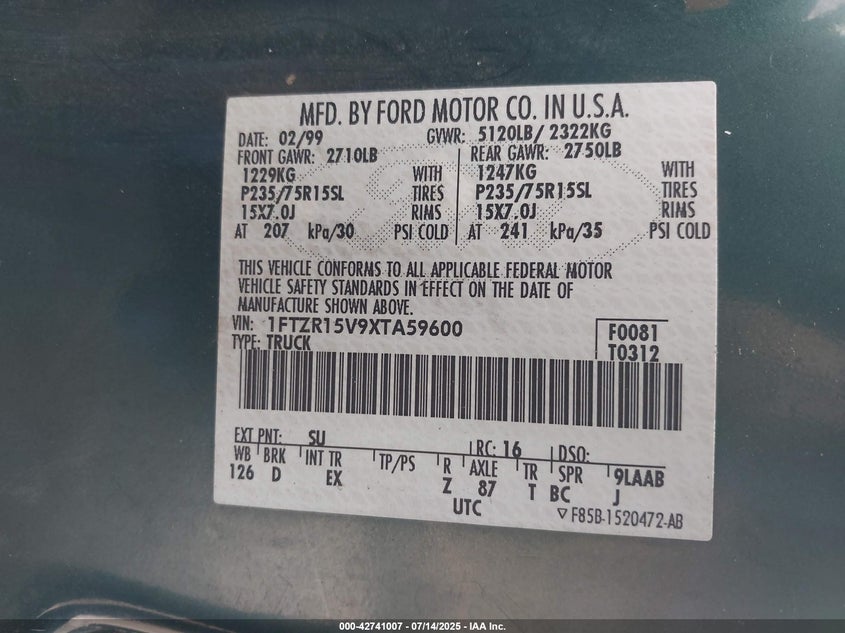 MFD. BY FORD MOTOR CO. IN U.S.A.
DATE: 02/99 GVWR: 5120LB/ 2322KG
FRONT GAWR: 2710LB REAR GAWR: 2750LB
1229KG WITH 1247KG WITH
P235/75R15SL TIRES P235/75R15SL TIRES
15X7.0J RIMS 15X7.0J RIMS
AT 207 kPa/30 PSI COLD AT 241 kPa/35 PSI COLD
THIS VEHICLE CONFORMS TO ALL APPLICABLE FEDERAL MOTOR
VEHICLE SAFETY STANDARDS IN EFFECT ON THE DATE OF
MANUFACTURE SHOWN ABOVE.
VIN: 1FTZR15V9XTA59600 F0081
TYPE: TRUCK T0312
EXT PNT: SU RC: 16 DSO:
WB BRK INT TR TP/PS R AXLE TR SPR 9LAAB
126 D EX Z 87 T BC J
UTC ▽F85B-1520472-AB
000-42741007 - 07/14/2025 - IAA Inc.